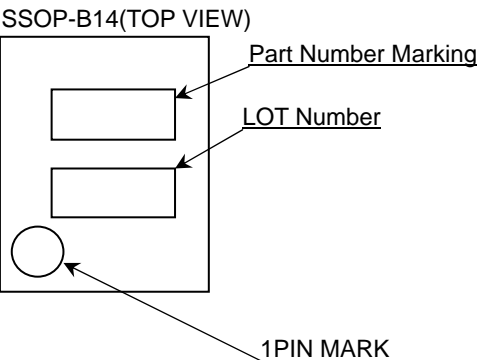 SSOP-B14(TOP VIEW)
Part Number Marking
LOT Number
1PIN MARK